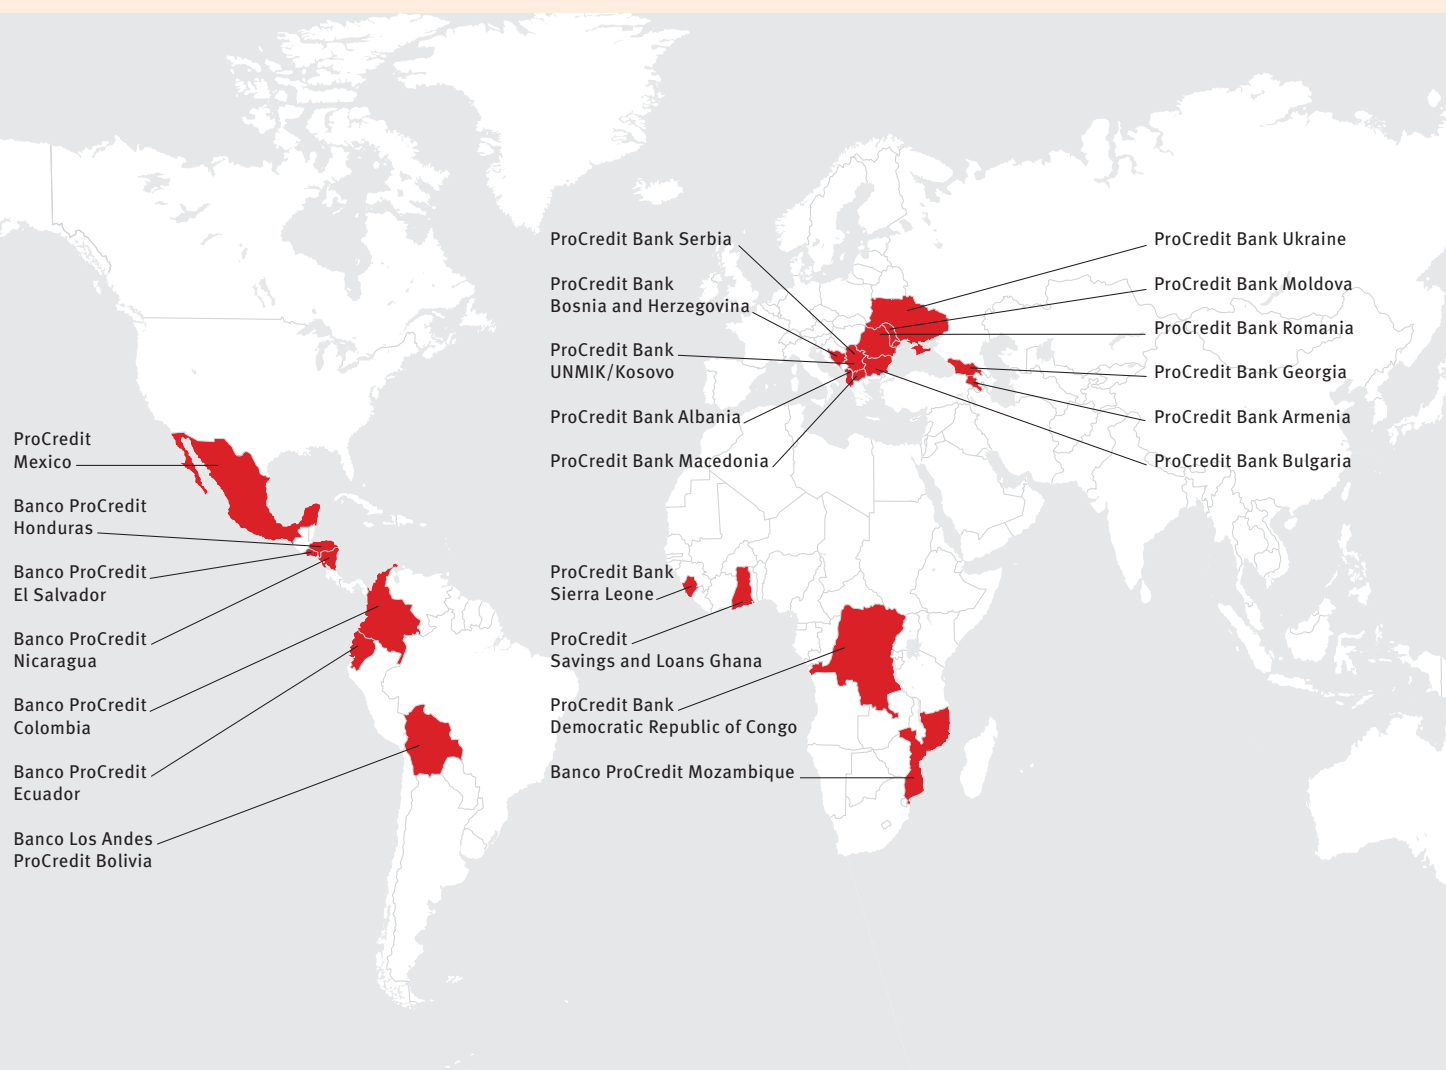 ProCredit
Mexico
Banco ProCredit
Honduras
Banco ProCredit
El Salvador
Banco ProCredit
Nicaragua
Banco ProCredit
Colombia
Banco ProCredit
Ecuador
Banco Los Andes
ProCredit Bolivia
ProCredit Bank Serbia
ProCredit Bank
Bosnia and Herzegovina
ProCredit Bank
UNMIK/Kosovo
ProCredit Bank Albania
ProCredit Bank Macedonia
ProCredit Bank
Sierra Leone
ProCredit
Savings and Loans Ghana
ProCredit Bank
Democratic Republic of Congo
Banco ProCredit Mozambique
ProCredit Bank Ukraine
ProCredit Bank Moldova
ProCredit Bank Romania
ProCredit Bank Georgia
ProCredit Bank Armenia
ProCredit Bank Bulgaria